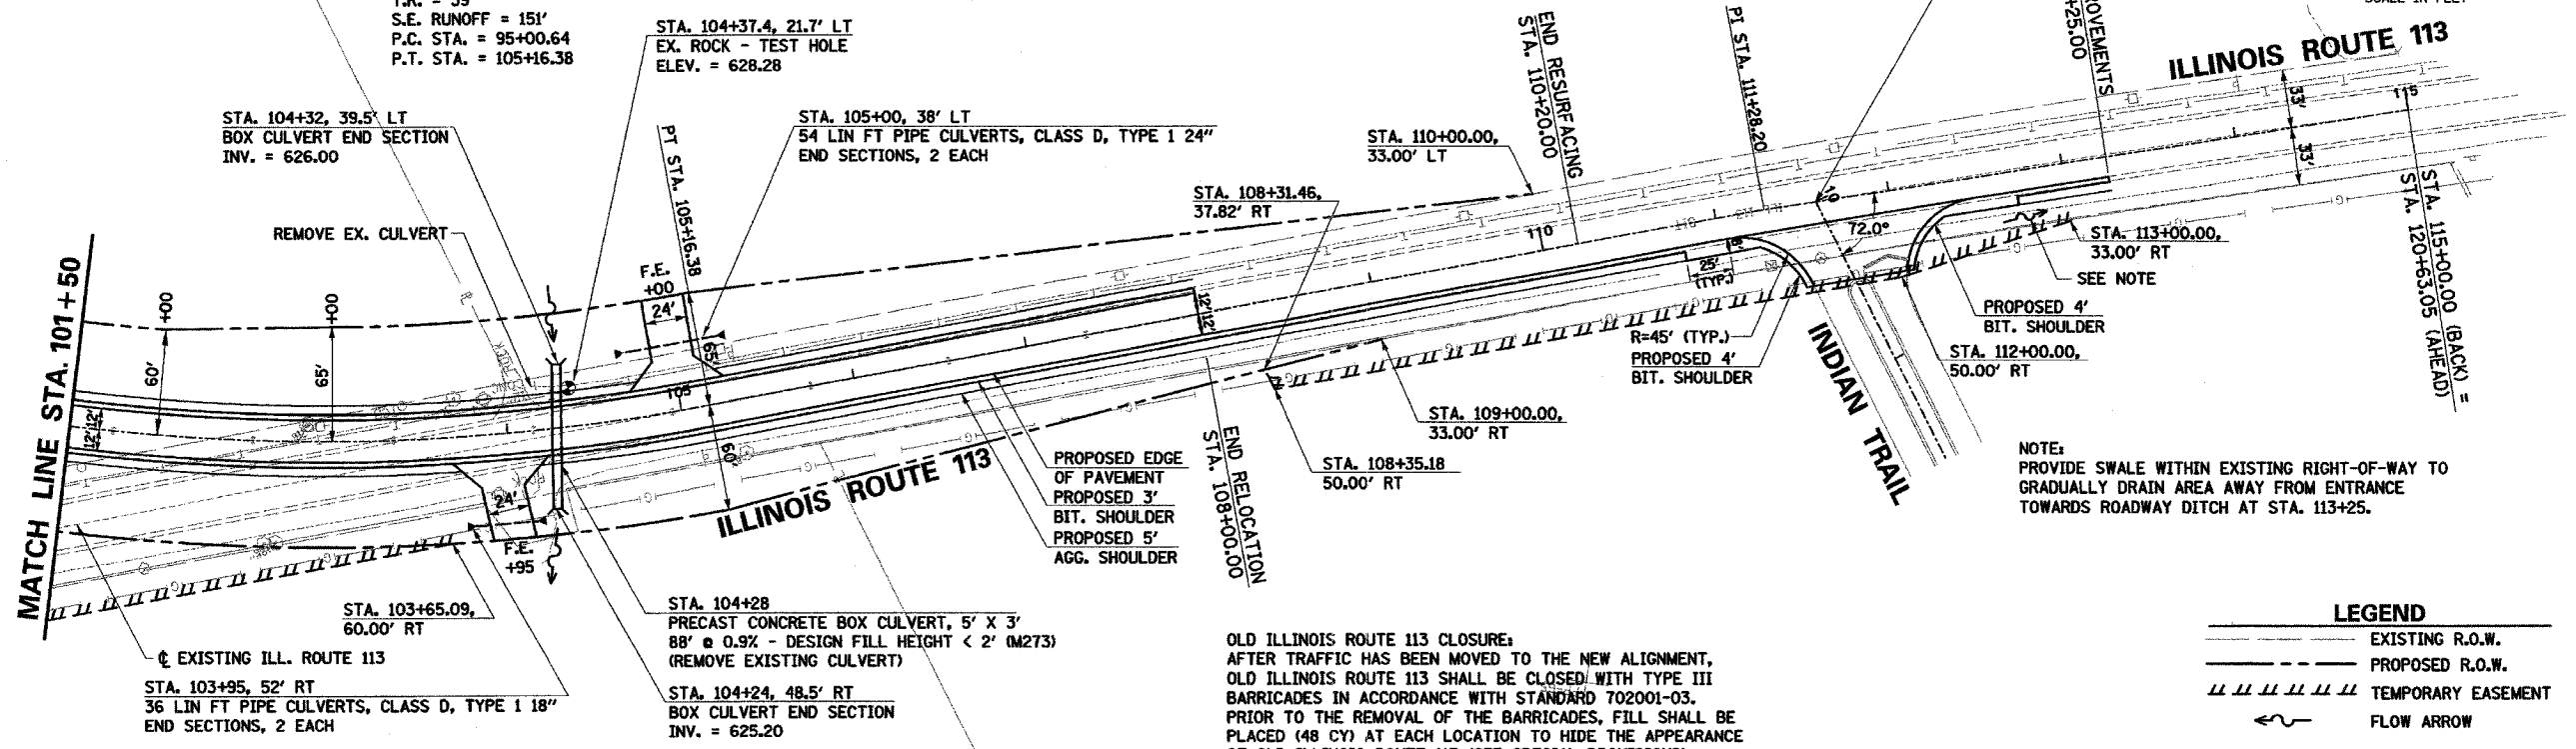 S.E. RUNOFF = 151'
P.C. STA. = 95+00.64
P.T. STA. = 105+16.38
STA. 104+37.4, 21.7' LT
EX. ROCK - TEST HOLE
ELEV. = 628.28
STA. 104+32, 39.5' LT
BOX CULVERT END SECTION
INV. = 626.00
STA. 105+00, 38' LT
54 LIN FT PIPE CULVERTS, CLASS D, TYPE 1 24"
END SECTIONS, 2 EACH
PT STA. 105+16.38
REMOVE EX. CULVERT
STA. 110+00.00,
33.00' LT
STA. 108+31.46,
37.82' RT
END RESURFACING
STA. 110+20.00
PI STA. 111+28.20
+25.00
ILLINOIS ROUTE 113
33'
33'
115
STA. 115+00.00 (BACK) =
STA. 120+63.05 (AHEAD)
STA. 113+00.00,
33.00' RT
SEE NOTE
PROPOSED 4'
BIT. SHOULDER
STA. 112+00.00,
50.00' RT
72.0°
10
110
8'
25'
(TYP.)
R=45' (TYP.)
PROPOSED 4'
BIT. SHOULDER
INDIAN TRAIL
MATCH LINE STA. 101+50
+00
+00
60'
65'
12' 12'
F.E.
+00
24'
65'
105
12' 12'
60'
24'
F.E.
+95
ILLINOIS ROUTE 113
PROPOSED EDGE
OF PAVEMENT
PROPOSED 3'
BIT. SHOULDER
PROPOSED 5'
AGG. SHOULDER
END RELOCATION
STA. 108+00.00
STA. 109+00.00,
33.00' RT
STA. 108+35.18
50.00' RT
NOTE:
PROVIDE SWALE WITHIN EXISTING RIGHT-OF-WAY TO
GRADUALLY DRAIN AREA AWAY FROM ENTRANCE
TOWARDS ROADWAY DITCH AT STA. 113+25.
STA. 103+65.09,
60.00' RT
℄ EXISTING ILL. ROUTE 113
STA. 103+95, 52' RT
36 LIN FT PIPE CULVERTS, CLASS D, TYPE 1 18"
END SECTIONS, 2 EACH
STA. 104+28
PRECAST CONCRETE BOX CULVERT, 5' X 3'
88' @ 0.9% - DESIGN FILL HEIGHT < 2' (M273)
(REMOVE EXISTING CULVERT)
STA. 104+24, 48.5' RT
BOX CULVERT END SECTION
INV. = 625.20
OLD ILLINOIS ROUTE 113 CLOSURE:
AFTER TRAFFIC HAS BEEN MOVED TO THE NEW ALIGNMENT,
OLD ILLINOIS ROUTE 113 SHALL BE CLOSED WITH TYPE III
BARRICADES IN ACCORDANCE WITH STANDARD 702001-03.
PRIOR TO THE REMOVAL OF THE BARRICADES, FILL SHALL BE
PLACED (48 CY) AT EACH LOCATION TO HIDE THE APPEARANCE
LEGEND
EXISTING R.O.W.
PROPOSED R.O.W.
TEMPORARY EASEMENT
FLOW ARROW